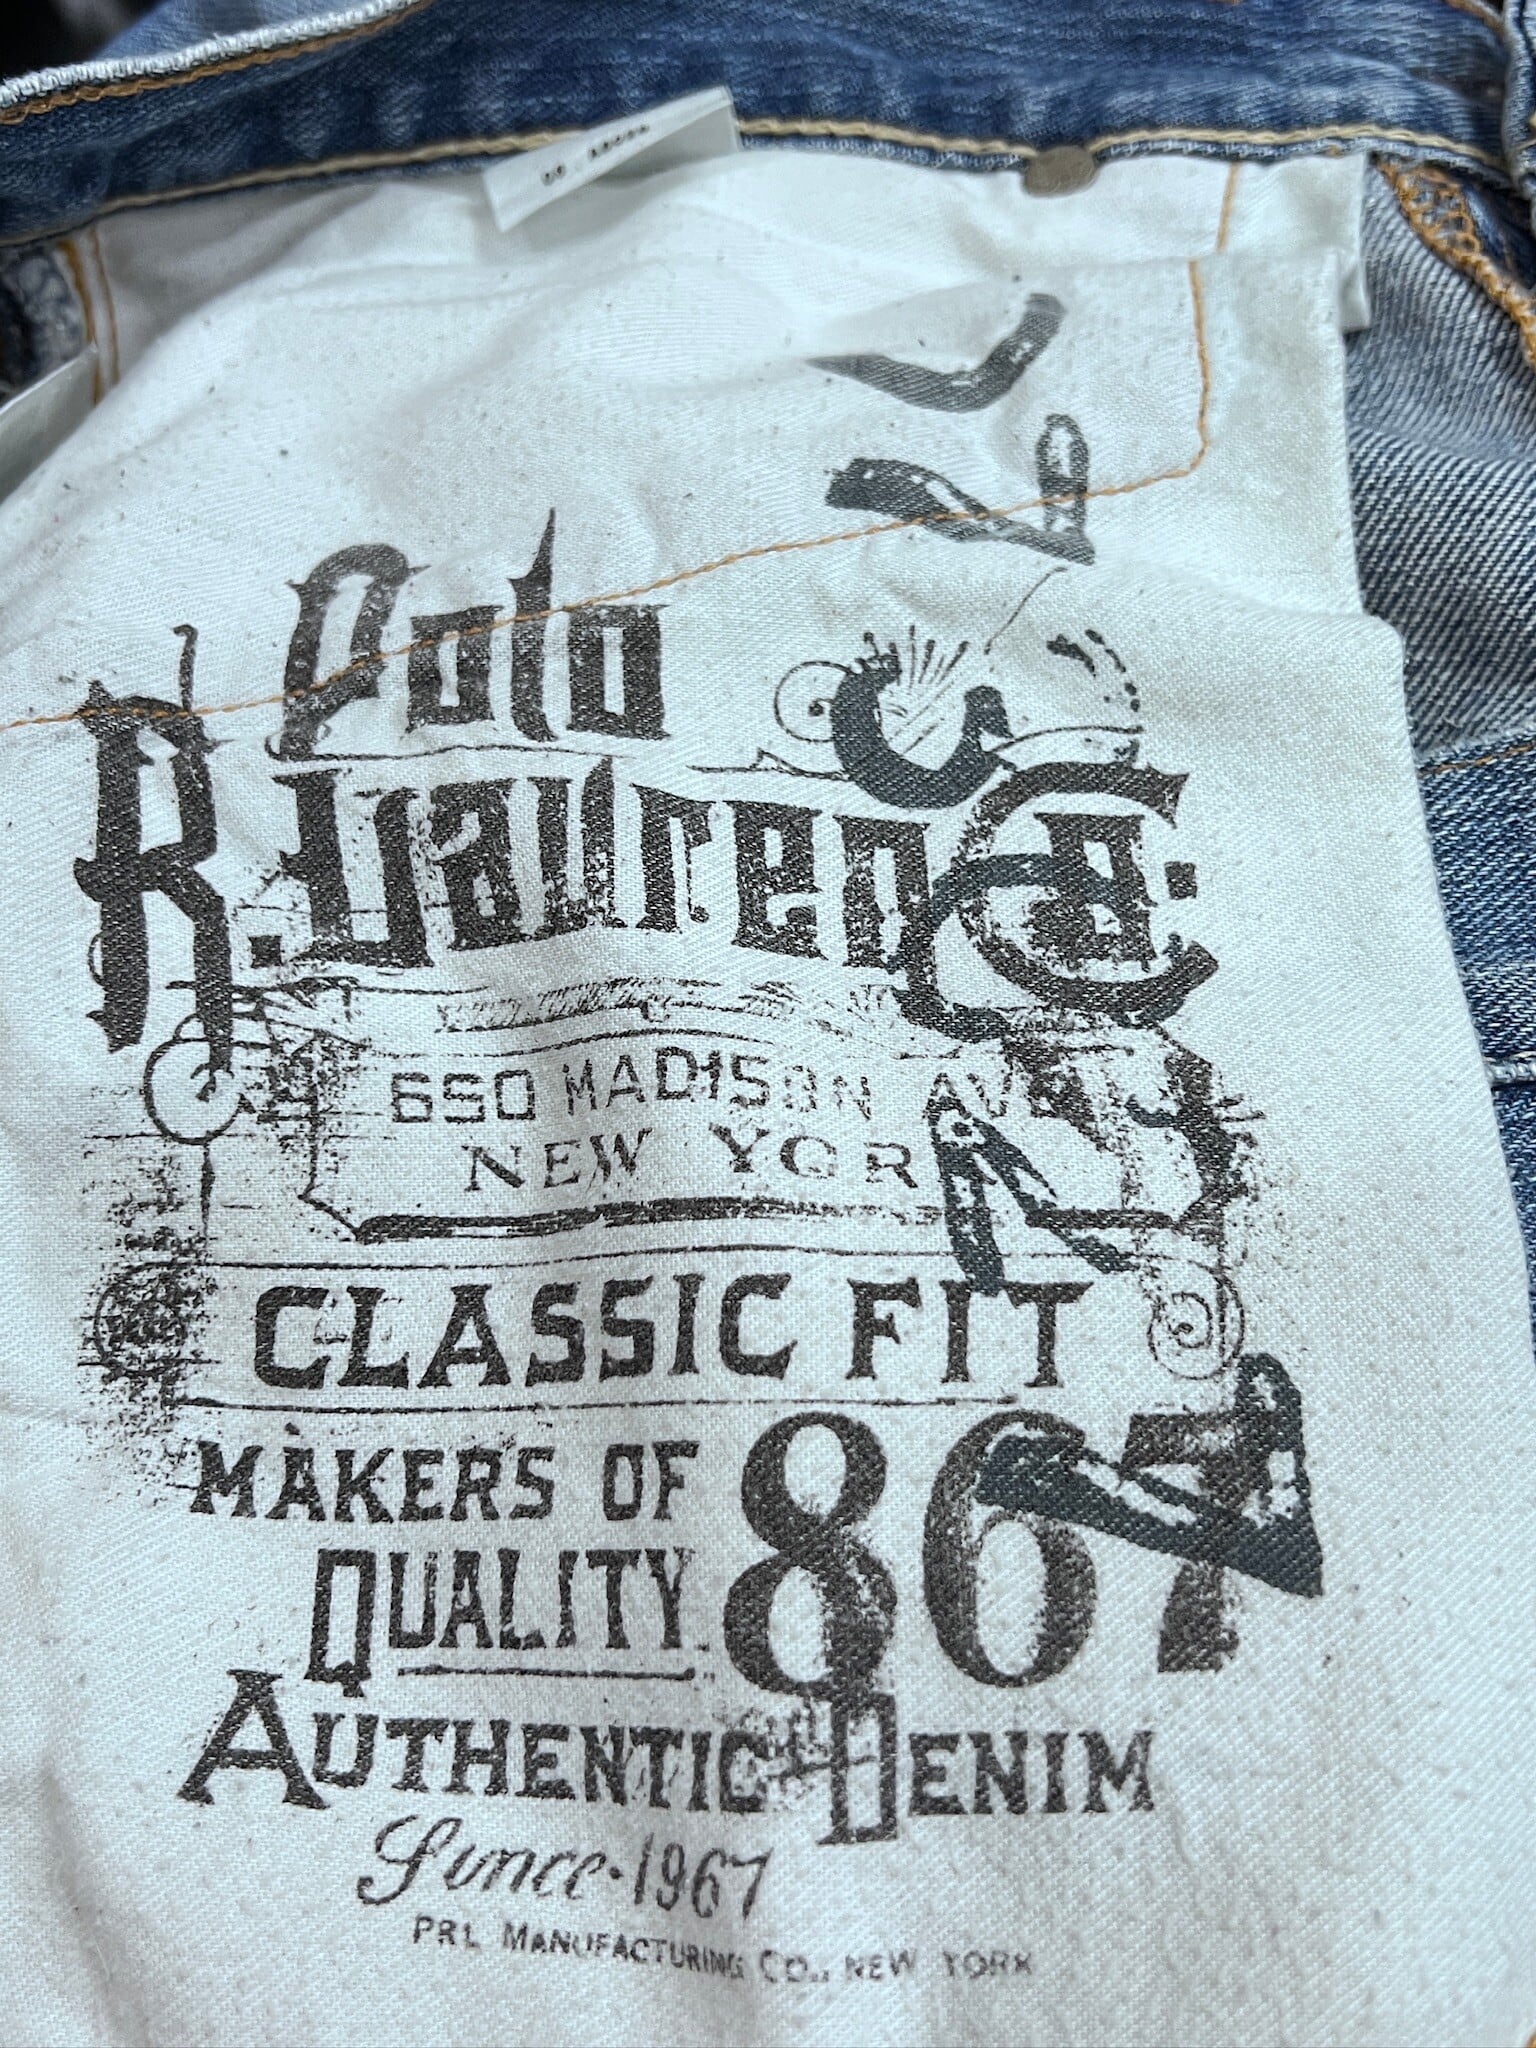 Polo
R. Lauren Co.
650 MADISON AVE
NEW YOR
CLASSIC FIT
MAKERS OF
QUALITY
867
AUTHENTIC DENIM
Since·1967
PRL MANUFACTURING CO., NEW YORK